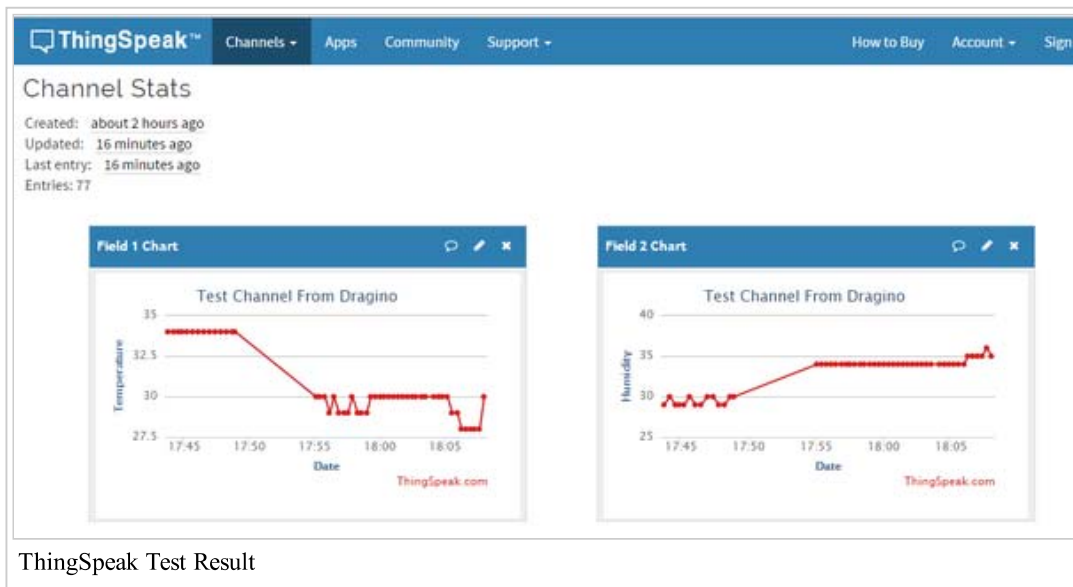 ThingSpeak™ Channels Apps Community Support How to Buy Account Sign
Channel Stats
Created: about 2 hours ago
Updated: 16 minutes ago
Last entry: 16 minutes ago
Entries: 77
Field 1 Chart
Test Channel From Dragino
35
32.5
30
27.5
Temperature
17:45 17:50 17:55 18:00 18:05
Date
ThingSpeak.com
Field 2 Chart
Test Channel From Dragino
40
35
30
25
Humidity
17:45 17:50 17:55 18:00 18:05
Date
ThingSpeak.com
ThingSpeak Test Result